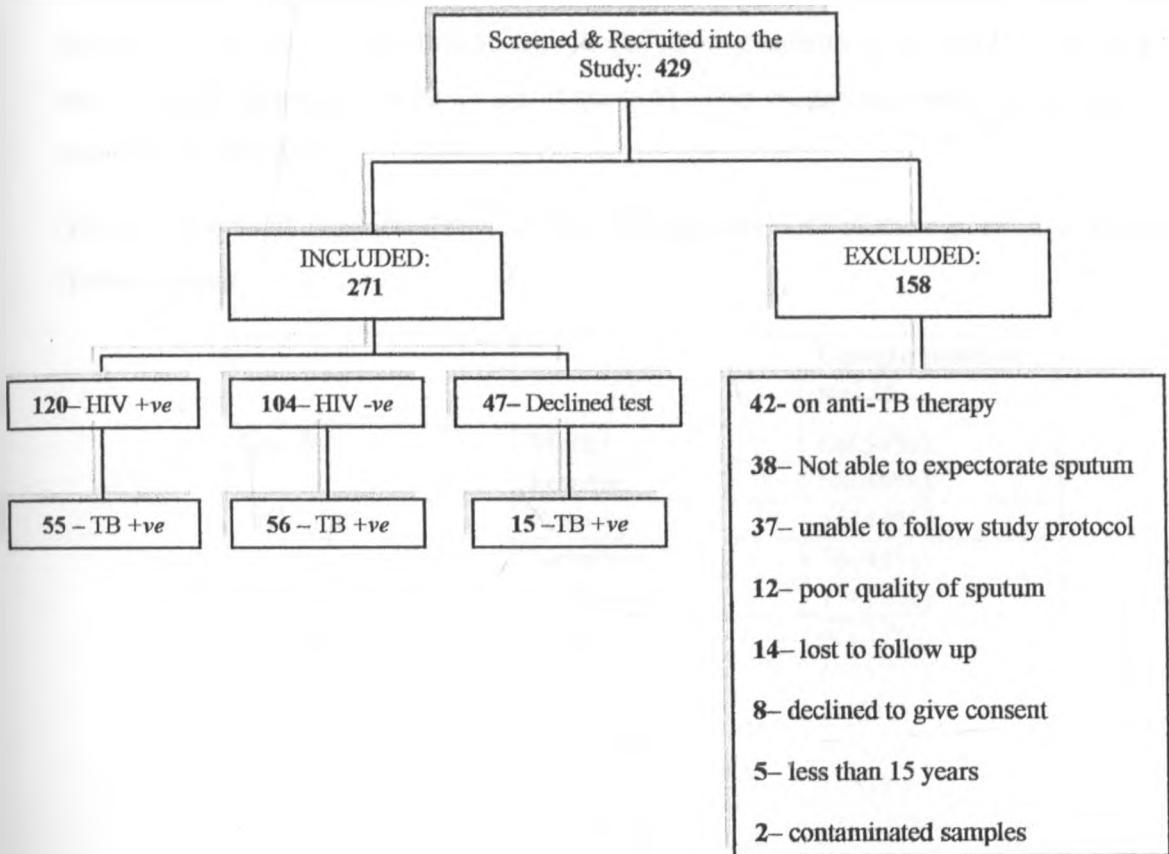 Screened & Recruited into the
Study: 429
INCLUDED:
271
EXCLUDED:
158
120– HIV +ve
104– HIV -ve
47– Declined test
55 – TB +ve
56 – TB +ve
15 –TB +ve
42- on anti-TB therapy
38– Not able to expectorate sputum
37– unable to follow study protocol
12– poor quality of sputum
14– lost to follow up
8– declined to give consent
5– less than 15 years
2– contaminated samples